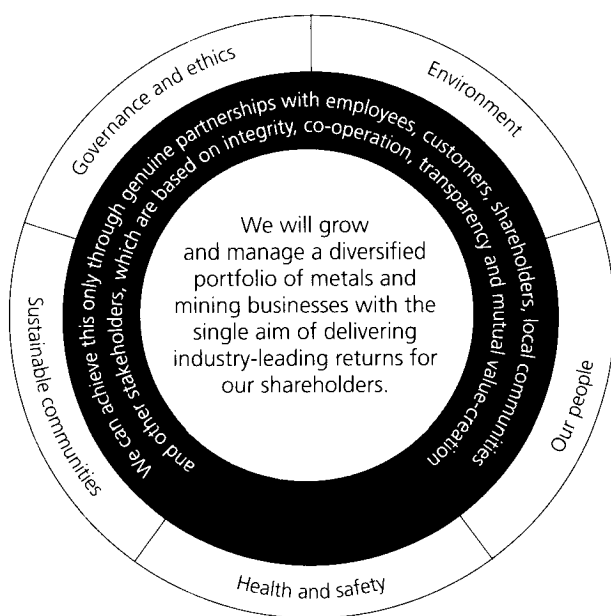 We will grow
and manage a diversified
portfolio of metals and
mining businesses with the
single aim of delivering
industry-leading returns for
our shareholders.
We can achieve this only through genuine partnerships with employees, customers, shareholders, local communities
and other stakeholders, which are based on integrity, co-operation, transparency and mutual value-creation
Governance and ethics
Environment
Our people
Health and safety
Sustainable communities